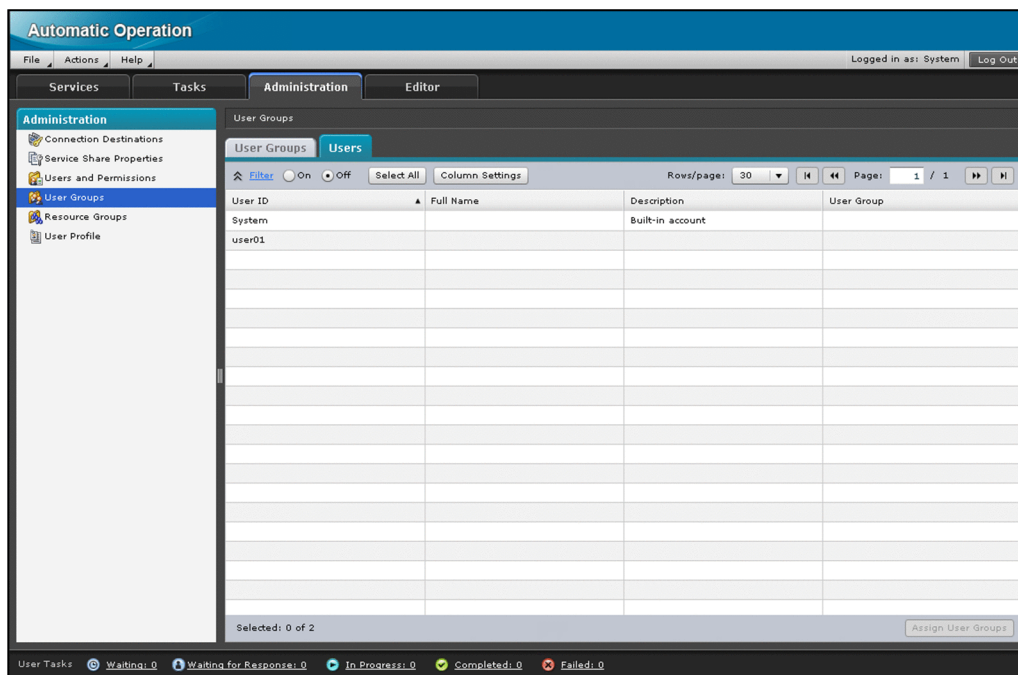 Automatic Operation
File Actions Help Logged in as: System Log Out
Services Tasks Administration Editor
Administration
Connection Destinations
Service Share Properties
Users and Permissions
User Groups
Resource Groups
User Profile
User Groups
User Groups Users
Filter On Off Select All Column Settings Rows/page: 30 Page: 1 / 1
User ID Full Name Description User Group
System Built-in account
user01
Selected: 0 of 2 Assign User Groups
User Tasks Waiting: 0 Waiting for Response: 0 In Progress: 0 Completed: 0 Failed: 0